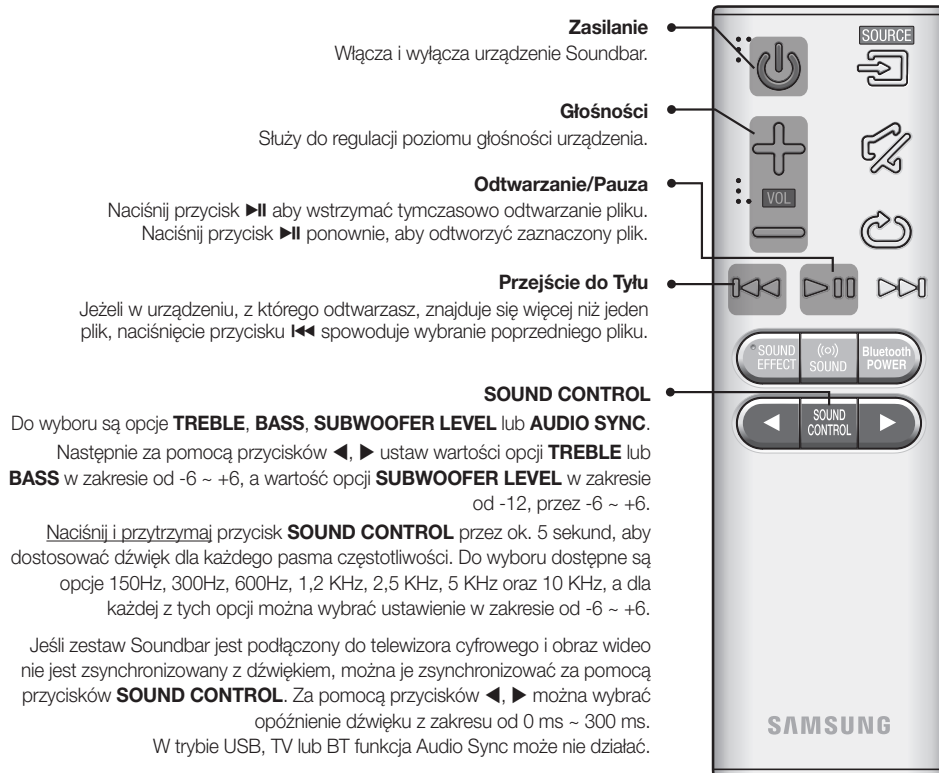 Zasilanie
Włącza i wyłącza urządzenie Soundbar.
Głośności
Służy do regulacji poziomu głośności urządzenia.
Odtwarzanie/Pauza
Naciśnij przycisk ►II aby wstrzymać tymczasowo odtwarzanie pliku.
Naciśnij przycisk ►II ponownie, aby odtworzyć zaznaczony plik.
Przejście do Tyłu
Jeżeli w urządzeniu, z którego odtwarzasz, znajduje się więcej niż jeden
plik, naciśnięcie przycisku I◄◄ spowoduje wybranie poprzedniego pliku.
SOUND CONTROL
Do wyboru są opcje TREBLE, BASS, SUBWOOFER LEVEL lub AUDIO SYNC.
Następnie za pomocą przycisków ◄, ► ustaw wartości opcji TREBLE lub
BASS w zakresie od -6 ~ +6, a wartość opcji SUBWOOFER LEVEL w zakresie
od -12, przez -6 ~ +6.
Naciśnij i przytrzymaj przycisk SOUND CONTROL przez ok. 5 sekund, aby
dostosować dźwięk dla każdego pasma częstotliwości. Do wyboru dostępne są
opcje 150Hz, 300Hz, 600Hz, 1,2 KHz, 2,5 KHz, 5 KHz oraz 10 KHz, a dla
każdej z tych opcji można wybrać ustawienie w zakresie od -6 ~ +6.
Jeśli zestaw Soundbar jest podłączony do telewizora cyfrowego i obraz wideo
nie jest zsynchronizowany z dźwiękiem, można je zsynchronizować za pomocą
przycisków SOUND CONTROL. Za pomocą przycisków ◄, ► można wybrać
opóźnienie dźwięku z zakresu od 0 ms ~ 300 ms.
W trybie USB, TV lub BT funkcja Audio Sync może nie działać.
SOURCE
VOL
SOUND
EFFECT
SOUND
Bluetooth
POWER
SOUND
CONTROL
SAMSUNG